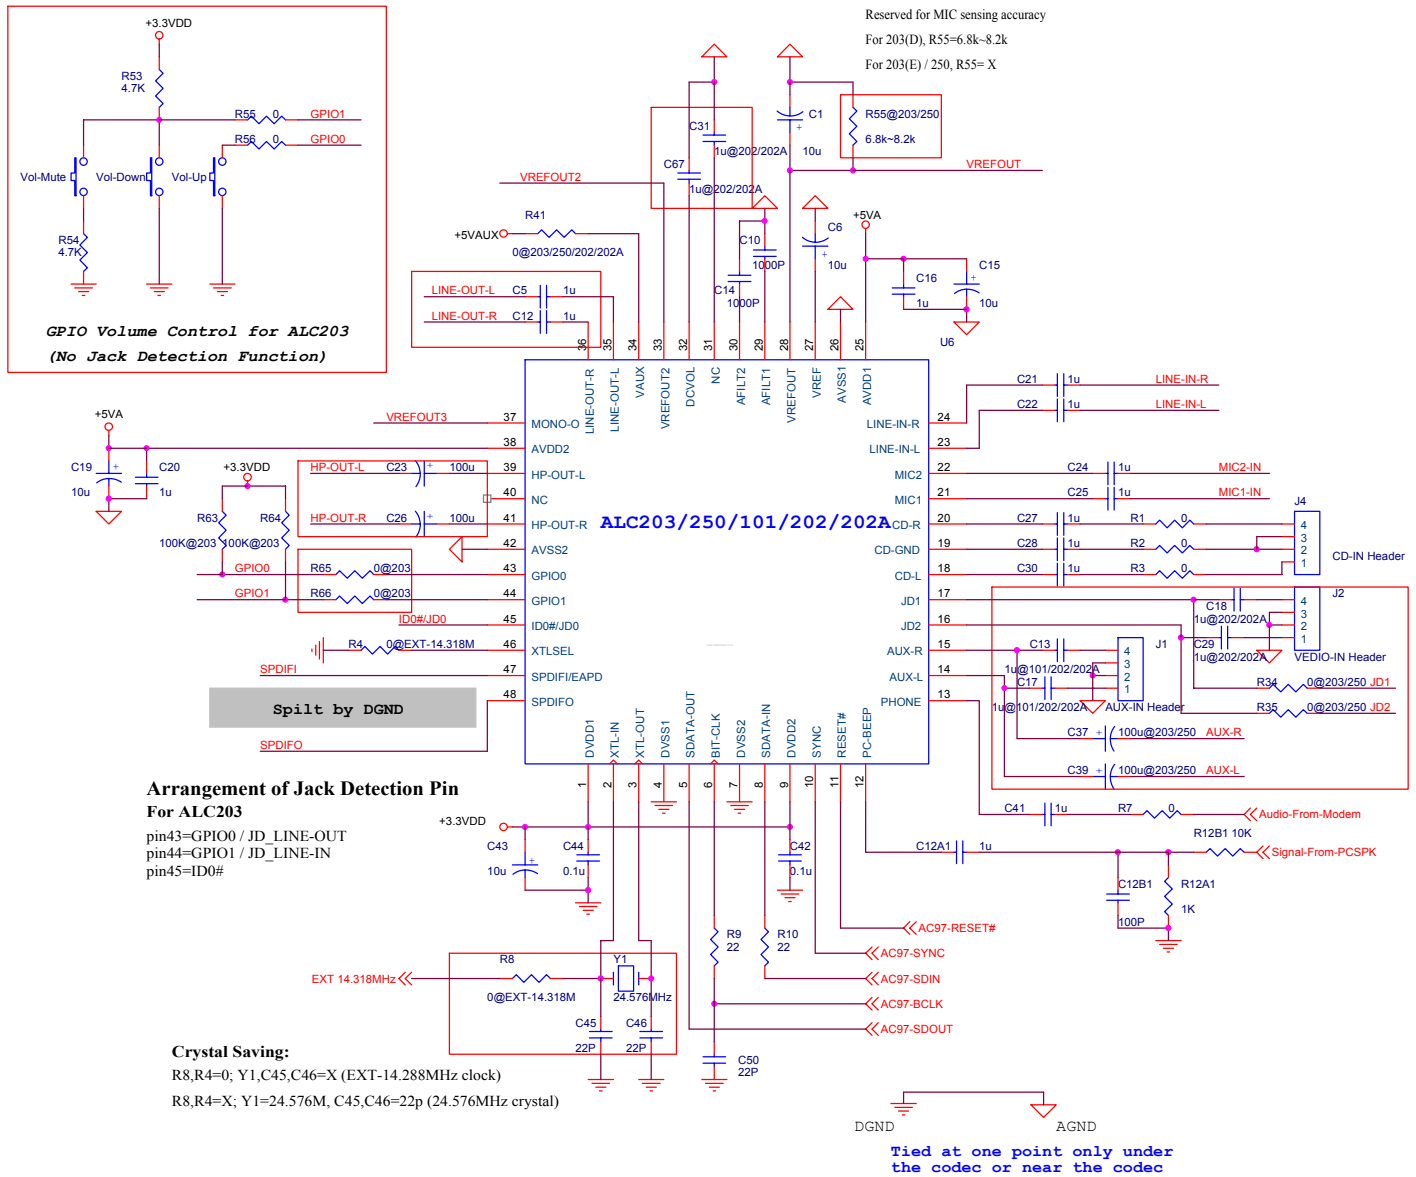 +3.3VDD
R53
4.7K
R55 0 GPIO1
R56 0 GPIO0
Vol-Mute
Vol-Down
Vol-Up
R54
4.7K
GPIO Volume Control for ALC203
(No Jack Detection Function)
Reserved for MIC sensing accuracy
For 203(D), R55=6.8k~8.2k
For 203(E) / 250, R55= X
C31
1u@202/202A
C67
1u@202/202A
C1
10u
R55@203/250
6.8k~8.2k
VREFOUT
VREFOUT2
R41
+5VAUX
0@203/250/202/202A
C10
1000P
C14
1000P
C6
10u
+5VA
C16
1u
C15
10u
U6
LINE-OUT-L C5 1u
LINE-OUT-R C12 1u
36 35 34 33 32 31 30 29 28 27 26 25
LINE-OUT-R
LINE-OUT-L
VAUX
VREFOUT2
DCVOL
NC
AFILT2
AFILT1
VREFOUT
VREF
AVSS1
AVDD1
ALC203/250/101/202/202A
+5VA
VREFOUT3
37 MONO-O
38 AVDD2
39 HP-OUT-L
40 NC
41 HP-OUT-R
42 AVSS2
43 GPIO0
44 GPIO1
45 ID0#/JD0
46 XTLSEL
47 SPDIFI/EAPD
48 SPDIFO
C19
10u
C20
1u
+3.3VDD
HP-OUT-L C23 100u
HP-OUT-R C26 100u
R63
100K@203
R64
100K@203
GPIO0 R65 0@203
GPIO1 R66 0@203
ID0#/JD0
R4 0@EXT-14.318M
SPDIFI
Spilt by DGND
SPDIFO
24 LINE-IN-R
23 LINE-IN-L
22 MIC2
21 MIC1
20 CD-R
19 CD-GND
18 CD-L
17 JD1
16 JD2
15 AUX-R
14 AUX-L
13 PHONE
C21 1u LINE-IN-R
C22 1u LINE-IN-L
C24 1u MIC2-IN
C25 1u MIC1-IN
C27 1u R1 0
C28 1u R2 0
C30 1u R3 0
J4
4
3
2
1
CD-IN Header
C18
1u@202/202A
C29
1u@202/202A
J2
4
3
2
1
VEDIO-IN Header
C13
1u@101/202/202A
C17
1u@101/202/202A
J1
4
3
2
1
AUX-IN Header
R34 0@203/250 JD1
R35 0@203/250 JD2
C37 100u@203/250 AUX-R
C39 100u@203/250 AUX-L
C41 1u R7 0 Audio-From-Modem
R12B1 10K
C12A1 1u Signal-From-PCSPK
C12B1
100P
R12A1
1K
DVDD1
XTL-IN
XTL-OUT
DVSS1
SDATA-OUT
BIT-CLK
DVSS2
SDATA-IN
DVDD2
SYNC
RESET#
PC-BEEP
1 2 3 4 5 6 7 8 9 10 11 12
Arrangement of Jack Detection Pin
For ALC203
pin43=GPIO0 / JD_LINE-OUT
pin44=GPIO1 / JD_LINE-IN
pin45=ID0#
+3.3VDD
C43
10u
C44
0.1u
C42
0.1u
R9
22
R10
22
AC97-RESET#
AC97-SYNC
AC97-SDIN
AC97-BCLK
AC97-SDOUT
EXT 14.318MHz
R8
0@EXT-14.318M
Y1
24.576MHz
C45
22P
C46
22P
C50
22P
Crystal Saving:
R8,R4=0; Y1,C45,C46=X (EXT-14.288MHz clock)
R8,R4=X; Y1=24.576M, C45,C46=22p (24.576MHz crystal)
DGND
AGND
Tied at one point only under
the codec or near the codec